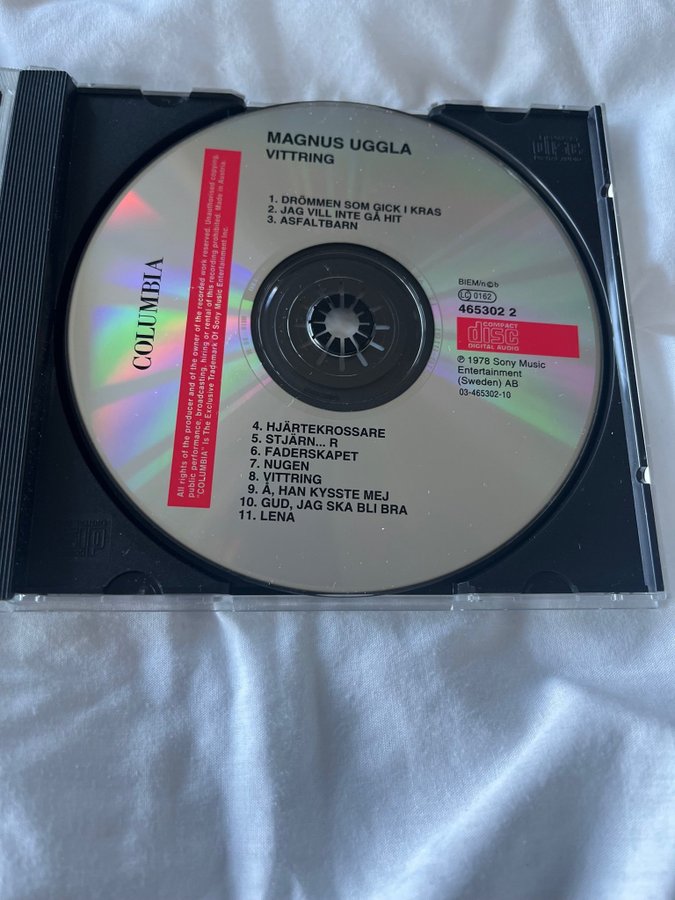 MAGNUS UGGLA
VITTRING
1. DRÖMMEN SOM GICK I KRAS
2. JAG VILL INTE GÅ HIT
3. ASFALTBARN
COLUMBIA
All rights of the producer and of the owner of the recorded work reserved. Unauthorised copying,
public performance, broadcasting, hiring or rental of this recording prohibited. Made in Austria.
"COLUMBIA" Is The Exclusive Trademark Of Sony Music Entertainment Inc.
BIEM/n©b
LC 0162
465302 2
COMPACT
disc
DIGITAL AUDIO
℗ 1978 Sony Music
Entertainment
(Sweden) AB
03-465302-10
4. HJÄRTEKROSSARE
5. STJÄRN... R
6. FADERSKAPET
7. NUGEN
8. VITTRING
9. Å, HAN KYSSTE MEJ
10. GUD, JAG SKA BLI BRA
11. LENA